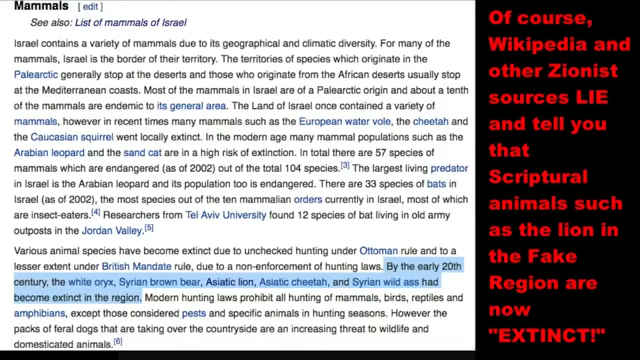 Mammals [ edit ]
See also: List of mammals of Israel
Israel contains a variety of mammals due to its geographical and climatic diversity. For many of the
mammals, Israel is the border of their territory. The territories of species which originate in the
Palearctic generally stop at the deserts and those who originate from the African deserts usually stop
at the Mediterranean coasts. Most of the mammals in Israel are of a Palearctic origin and about a tenth
of the mammals are endemic to its general area. The Land of Israel once contained a variety of
mammals, however in recent times many mammals such as the European water vole, the cheetah and
the Caucasian squirrel went locally extinct. In the modern age many mammal populations such as the
Arabian leopard and the sand cat are in a high risk of extinction. In total there are 57 species of
mammals which are endangered (as of 2002) out of the total 104 species.[3] The largest living predator
in Israel is the Arabian leopard and its population too is endangered. There are 33 species of bats in
Israel (as of 2002), the most species out of the ten mammalian orders currently in Israel, most of which
are insect-eaters.[4] Researchers from Tel Aviv University found 12 species of bat living in old army
outposts in the Jordan Valley.[5]
Various animal species have become extinct due to unchecked hunting under Ottoman rule and to a
lesser extent under British Mandate rule, due to a non-enforcement of hunting laws. By the early 20th
century, the white oryx, Syrian brown bear, Asiatic lion, Asiatic cheetah, and Syrian wild ass had
become extinct in the region. Modern hunting laws prohibit all hunting of mammals, birds, reptiles and
amphibians, except those considered pests and specific animals in hunting seasons. However the
packs of feral dogs that are taking over the countryside are an increasing threat to wildlife and
domesticated animals.[6]
Of course,
Wikipedia and
other Zionist
sources LIE
and tell you
that
Scriptural
animals such
as the lion in
the Fake
Region are
now
"EXTINCT!"